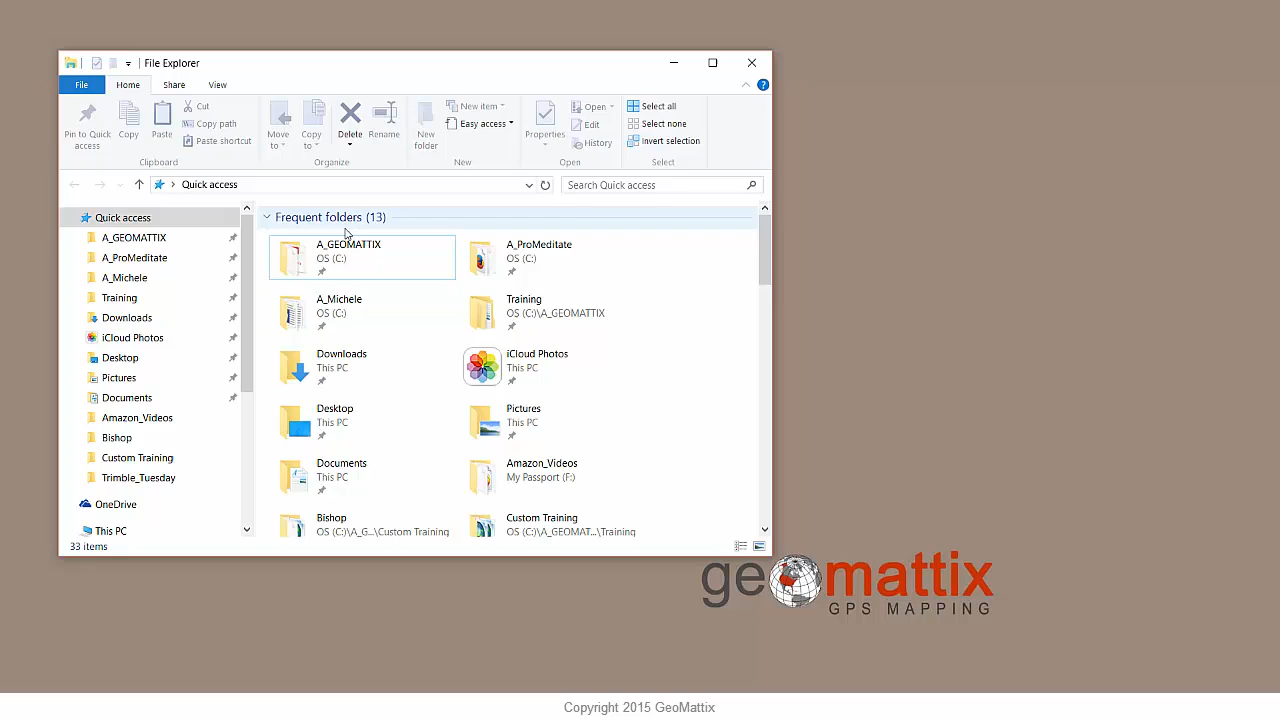 File Explorer
File Home Share View
Pin to Quick access
Copy
Paste
Cut
Copy path
Paste shortcut
Clipboard
Move to
Copy to
Delete
Rename
Organize
New folder
New item
Easy access
New
Properties
Open
Edit
History
Open
Select all
Select none
Invert selection
Select
Quick access
Search Quick access
Quick access
A_GEOMATTIX
A_ProMeditate
A_Michele
Training
Downloads
iCloud Photos
Desktop
Pictures
Documents
Amazon_Videos
Bishop
Custom Training
Trimble_Tuesday
OneDrive
This PC
Frequent folders (13)
A_GEOMATTIX
OS (C:)
A_ProMeditate
OS (C:)
A_Michele
OS (C:)
Training
OS (C:)\A_GEOMATTIX
Downloads
This PC
iCloud Photos
This PC
Desktop
This PC
Pictures
This PC
Documents
This PC
Amazon_Videos
My Passport (F:)
Bishop
OS (C:)\A_G...\Custom Training
Custom Training
OS (C:)\A_GEOMAT...\Training
33 items
geomattix
GPS MAPPING
Copyright 2015 GeoMattix